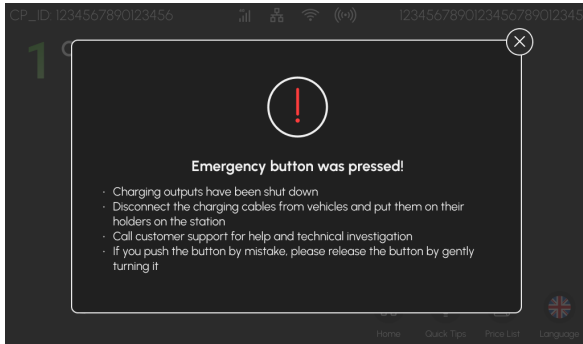 CP_ID 1234567890123456
1234567890123456789012345
1
Emergency button was pressed!
· Charging outputs have been shut down
· Disconnect the charging cables from vehicles and put them on their
holders on the station
· Call customer support for help and technical investigation
· If you push the button by mistake, please release the button by gently
turning it
Home Quick Tips Price List Language